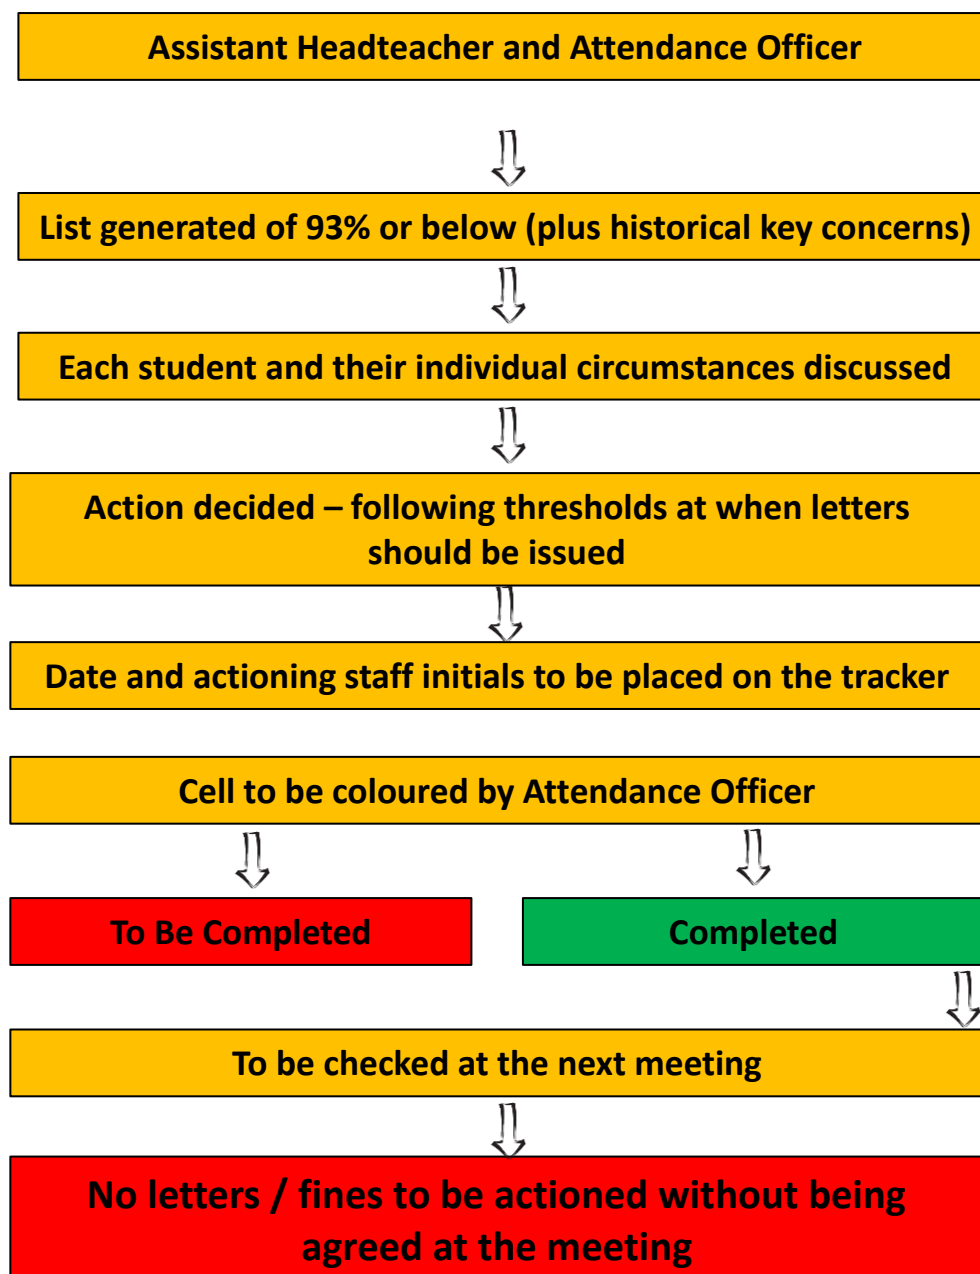 Assistant Headteacher and Attendance Officer
List generated of 93% or below (plus historical key concerns)
Each student and their individual circumstances discussed
Action decided – following thresholds at when letters
should be issued
Date and actioning staff initials to be placed on the tracker
Cell to be coloured by Attendance Officer
To Be Completed
Completed
To be checked at the next meeting
No letters / fines to be actioned without being
agreed at the meeting